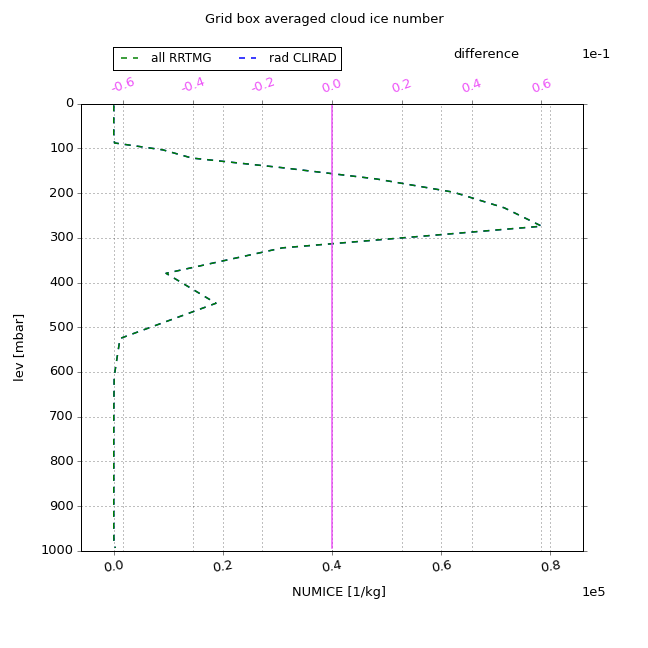 Grid box averaged cloud ice number
all RRTMG rad CLIRAD difference 1e-1
-0.6 -0.4 -0.2 0.0 0.2 0.4 0.6
0
100
200
300
400
500
600
700
800
900
1000
lev [mbar]
0.0 0.2 0.4 0.6 0.8
NUMICE [1/kg] 1e5